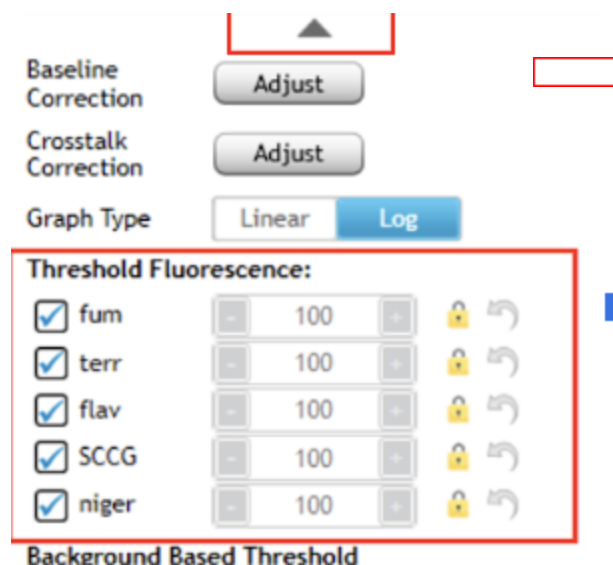 Baseline
Correction
Adjust
Crosstalk
Correction
Adjust
Graph Type
Linear
Log
Threshold Fluorescence:
fum - 100 +
terr - 100 +
flav - 100 +
SCCG - 100 +
niger - 100 +
Background Based Threshold